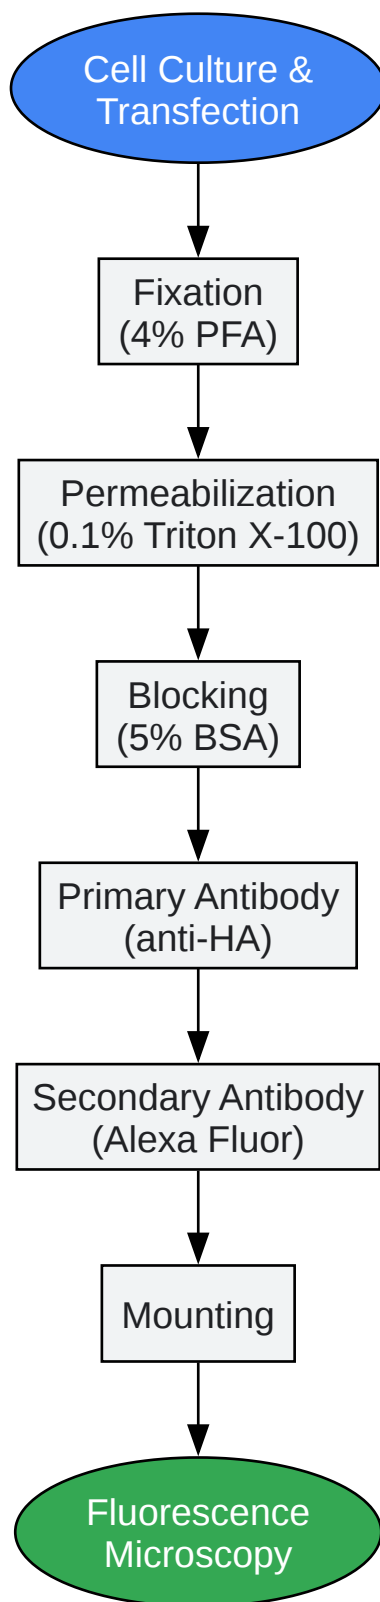 Cell Culture &
Transfection
Fixation
(4% PFA)
Permeabilization
(0.1% Triton X-100)
Blocking
(5% BSA)
Primary Antibody
(anti-HA)
Secondary Antibody
(Alexa Fluor)
Mounting
Fluorescence
Microscopy